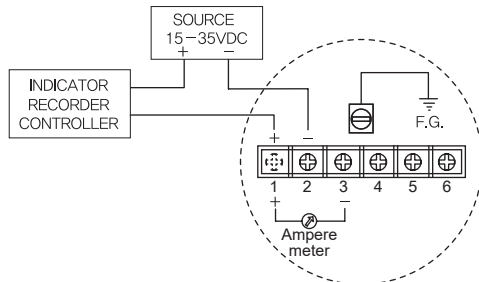 SOURCE
15-35VDC
+ -
INDICATOR
RECORDER
CONTROLLER
F.G.
+ -
1 2 3 4 5 6
+ -
Ampere
meter